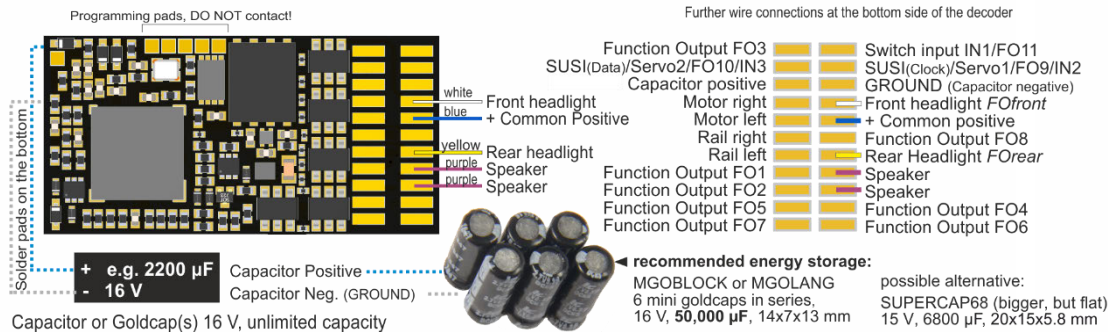 Programming pads, DO NOT contact!
Solder pads on the bottom
white
Front headlight
blue
+ Common Positive
yellow
Rear headlight
purple
Speaker
purple
Speaker
+ e.g. 2200 µF
- 16 V
Capacitor Positive
Capacitor Neg. (GROUND)
Capacitor or Goldcap(s) 16 V, unlimited capacity
Further wire connections at the bottom side of the decoder
Function Output FO3
Switch input IN1/FO11
SUSI(Data)/Servo2/FO10/IN3
SUSI(Clock)/Servo1/FO9/IN2
Capacitor positive
GROUND (Capacitor negative)
Motor right
Front headlight FOfront
Motor left
+ Common positive
Rail right
Function Output FO8
Rail left
Rear Headlight FOrear
Function Output FO1
Speaker
Function Output FO2
Speaker
Function Output FO5
Function Output FO4
Function Output FO7
Function Output FO6
recommended energy storage:
MGOBLOCK or MGOLANG
6 mini goldcaps in series,
16 V, 50,000 µF, 14x7x13 mm
possible alternative:
SUPERCAP68 (bigger, but flat)
15 V, 6800 µF, 20x15x5.8 mm